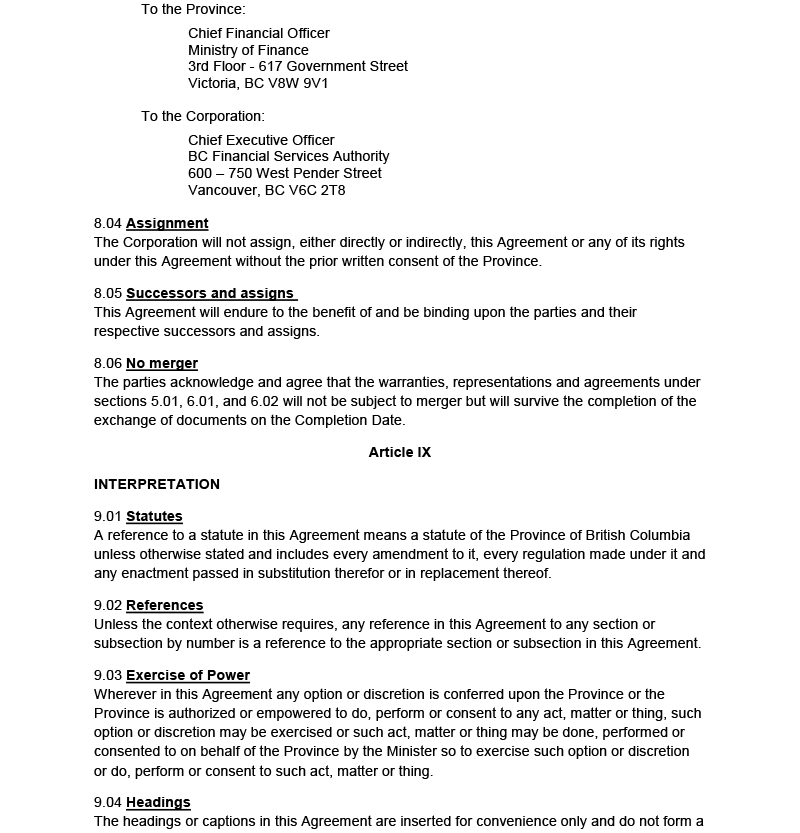 To the Province:
Chief Financial Officer
Ministry of Finance
3rd Floor - 617 Government Street
Victoria, BC V8W 9V1
To the Corporation:
Chief Executive Officer
BC Financial Services Authority
600 – 750 West Pender Street
Vancouver, BC V6C 2T8
8.04 Assignment
The Corporation will not assign, either directly or indirectly, this Agreement or any of its rights
under this Agreement without the prior written consent of the Province.
8.05 Successors and assigns
This Agreement will endure to the benefit of and be binding upon the parties and their
respective successors and assigns.
8.06 No merger
The parties acknowledge and agree that the warranties, representations and agreements under
sections 5.01, 6.01, and 6.02 will not be subject to merger but will survive the completion of the
exchange of documents on the Completion Date.
Article IX
INTERPRETATION
9.01 Statutes
A reference to a statute in this Agreement means a statute of the Province of British Columbia
unless otherwise stated and includes every amendment to it, every regulation made under it and
any enactment passed in substitution therefor or in replacement thereof.
9.02 References
Unless the context otherwise requires, any reference in this Agreement to any section or
subsection by number is a reference to the appropriate section or subsection in this Agreement.
9.03 Exercise of Power
Wherever in this Agreement any option or discretion is conferred upon the Province or the
Province is authorized or empowered to do, perform or consent to any act, matter or thing, such
option or discretion may be exercised or such act, matter or thing may be done, performed or
consented to on behalf of the Province by the Minister so to exercise such option or discretion
or do, perform or consent to such act, matter or thing.
9.04 Headings
The headings or captions in this Agreement are inserted for convenience only and do not form a